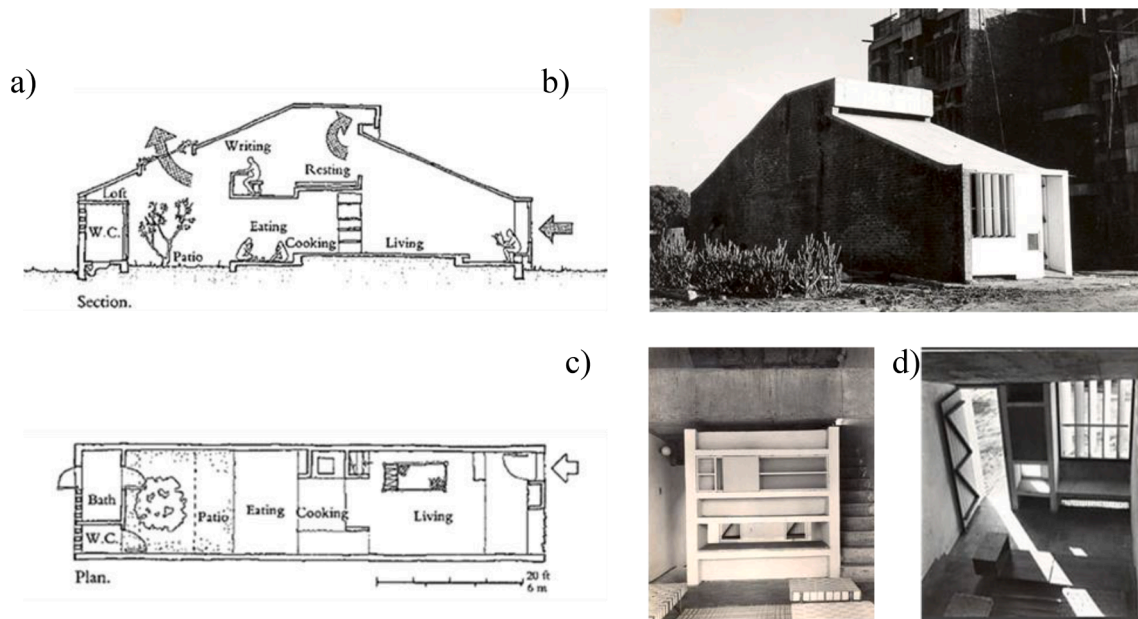 a)
b)
Writing
Resting
Loft
W.C.
Eating
Cooking
Living
Patio
Section.
c)
d)
Bath
Patio
Eating
Cooking
Living
W.C.
Plan.
20 ft
6 m